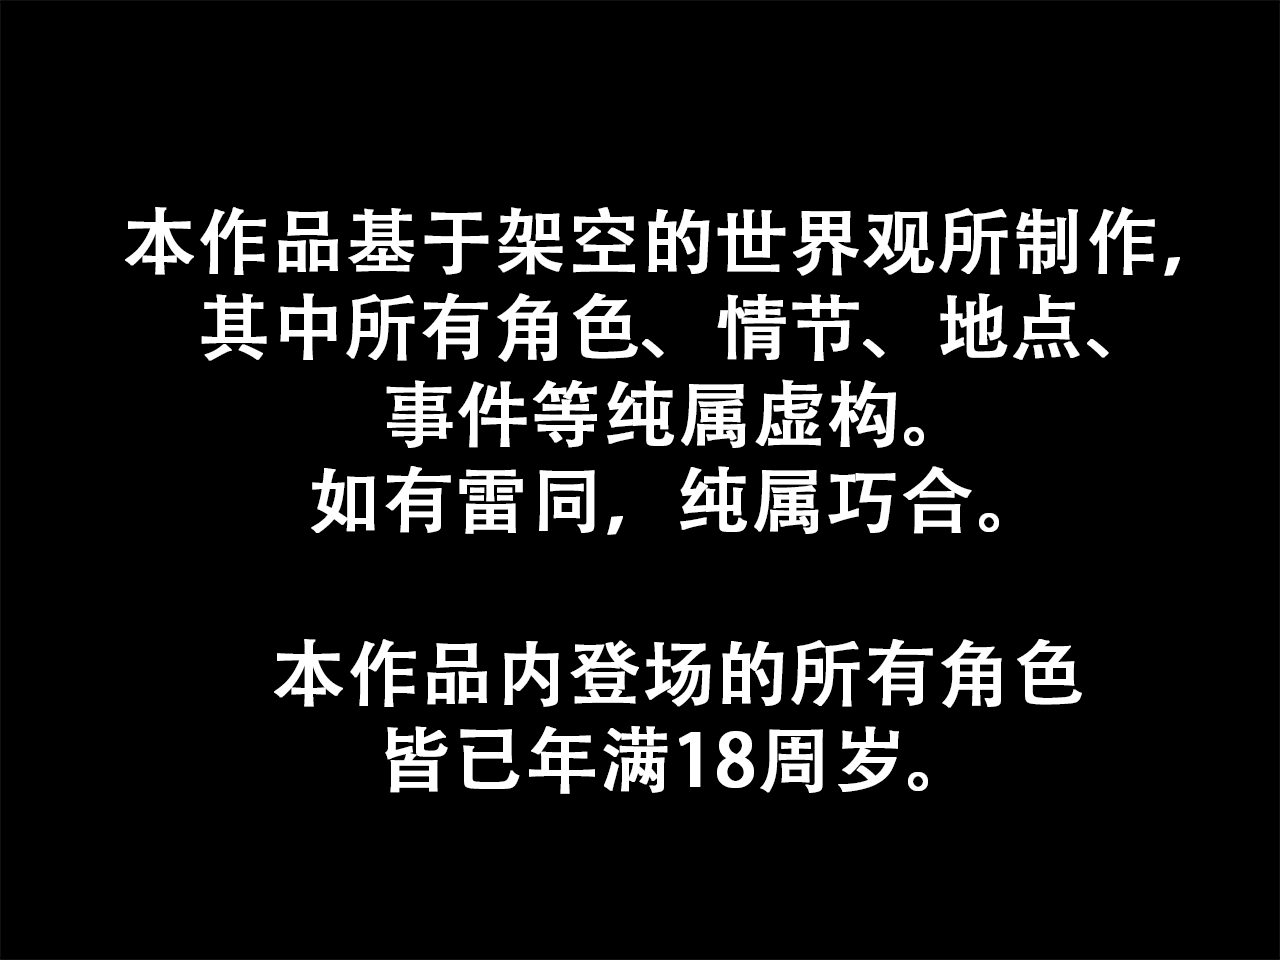 本作品基于架空的世界观所制作，
其中所有角色、情节、地点、
事件等纯属虚构。
如有雷同，纯属巧合。
本作品内登场的所有角色
皆已年满18周岁。